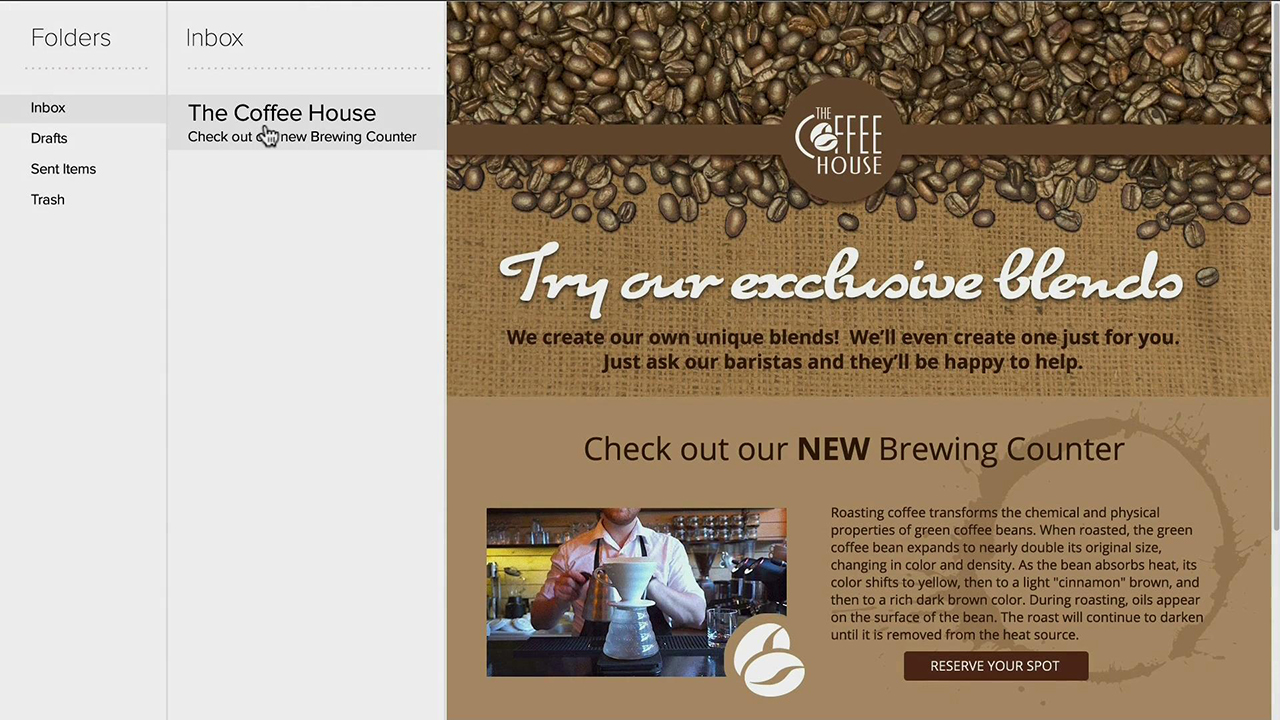 Folders
Inbox
Drafts
Sent Items
Trash
Inbox
The Coffee House
Check out new Brewing Counter
THE
COFFEE
HOUSE
Try our exclusive blends
We create our own unique blends!  We'll even create one just for you.
Just ask our baristas and they'll be happy to help.
Check out our NEW Brewing Counter
Roasting coffee transforms the chemical and physical
properties of green coffee beans. When roasted, the green
coffee bean expands to nearly double its original size,
changing in color and density. As the bean absorbs heat, its
color shifts to yellow, then to a light "cinnamon" brown, and
then to a rich dark brown color. During roasting, oils appear
on the surface of the bean. The roast will continue to darken
until it is removed from the heat source.
RESERVE YOUR SPOT